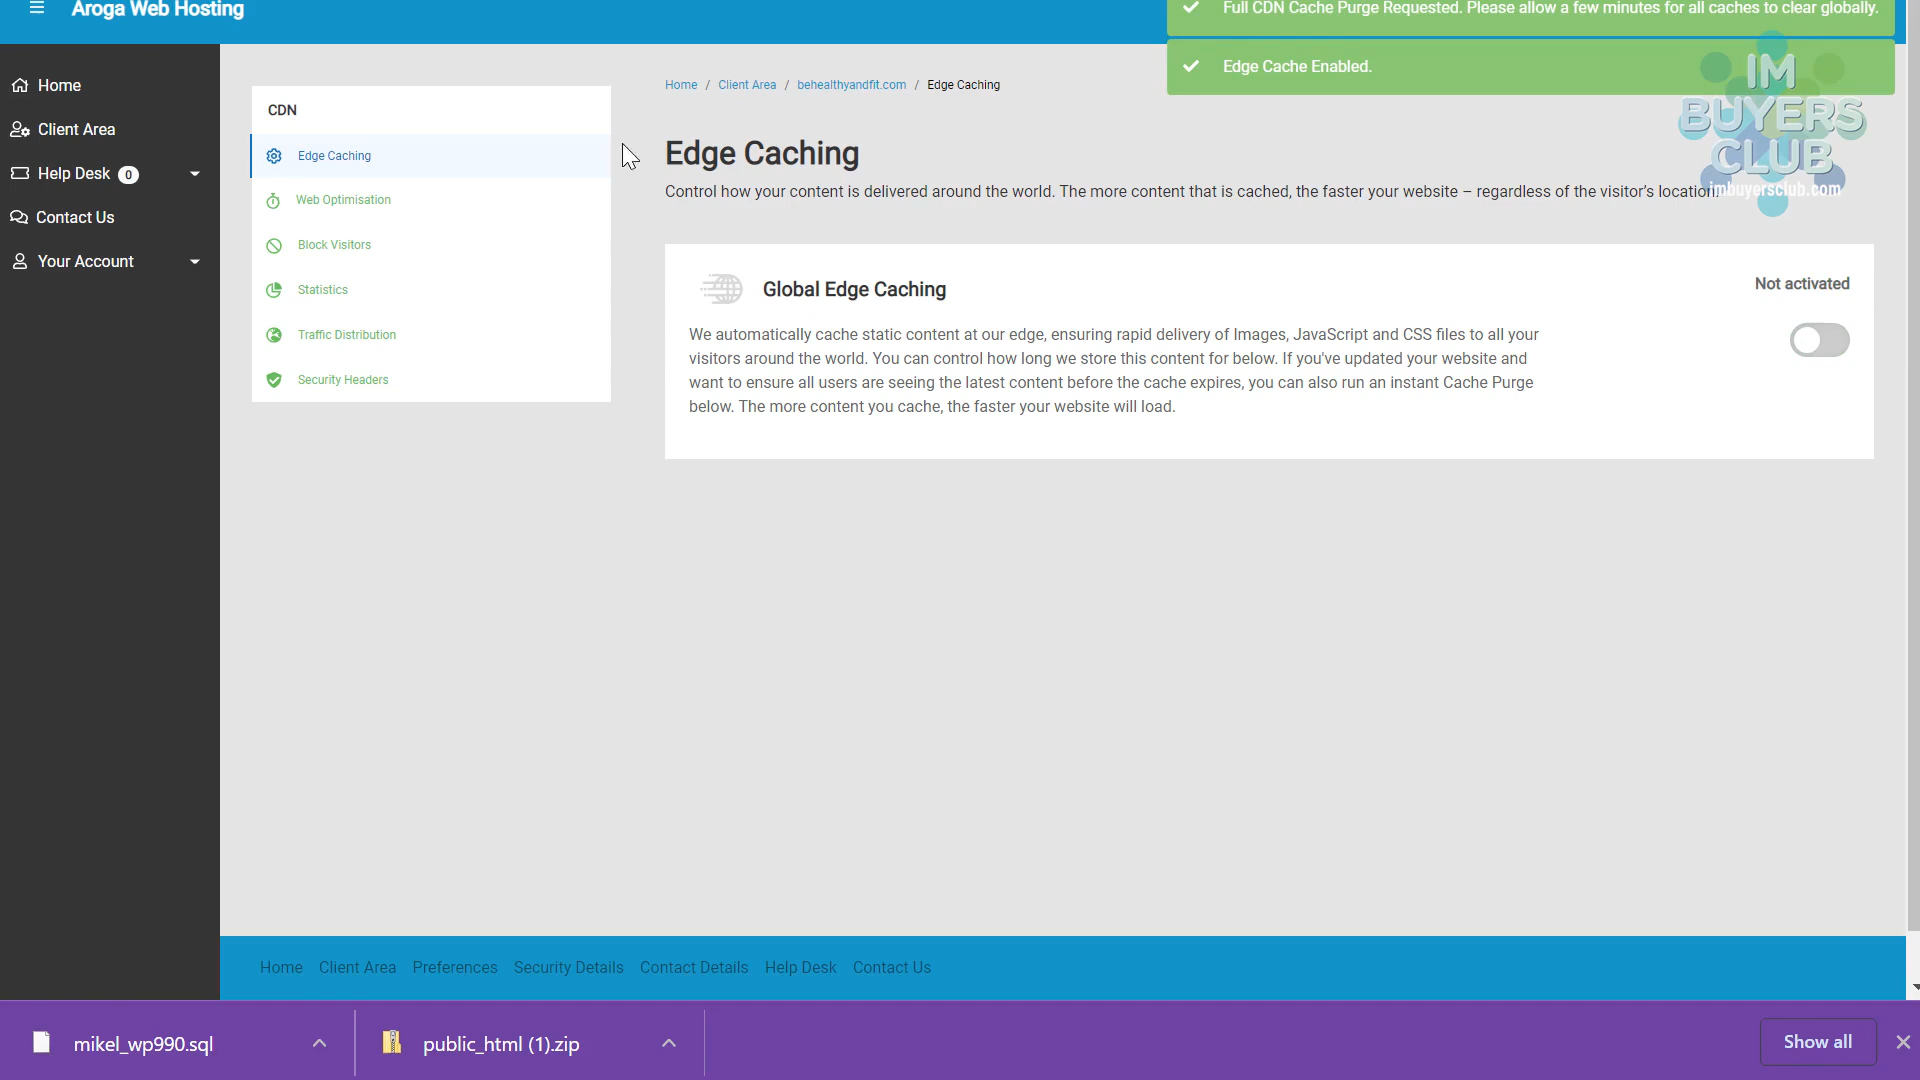 Aroga Web Hosting
Full CDN Cache Purge Requested. Please allow a few minutes for all caches to clear globally.
Edge Cache Enabled.
IM
BUYERS
CLUB
imbuyersclub.com
Home
Client Area
Help Desk 0
Contact Us
Your Account
CDN
Edge Caching
Web Optimisation
Block Visitors
Statistics
Traffic Distribution
Security Headers
Home / Client Area / behealthyandfit.com / Edge Caching
Edge Caching
Control how your content is delivered around the world. The more content that is cached, the faster your website – regardless of the visitor's location.
Global Edge Caching
Not activated
We automatically cache static content at our edge, ensuring rapid delivery of Images, JavaScript and CSS files to all your
visitors around the world. You can control how long we store this content for below. If you've updated your website and
want to ensure all users are seeing the latest content before the cache expires, you can also run an instant Cache Purge
below. The more content you cache, the faster your website will load.
Home Client Area Preferences Security Details Contact Details Help Desk Contact Us
mikel_wp990.sql
public_html (1).zip
Show all